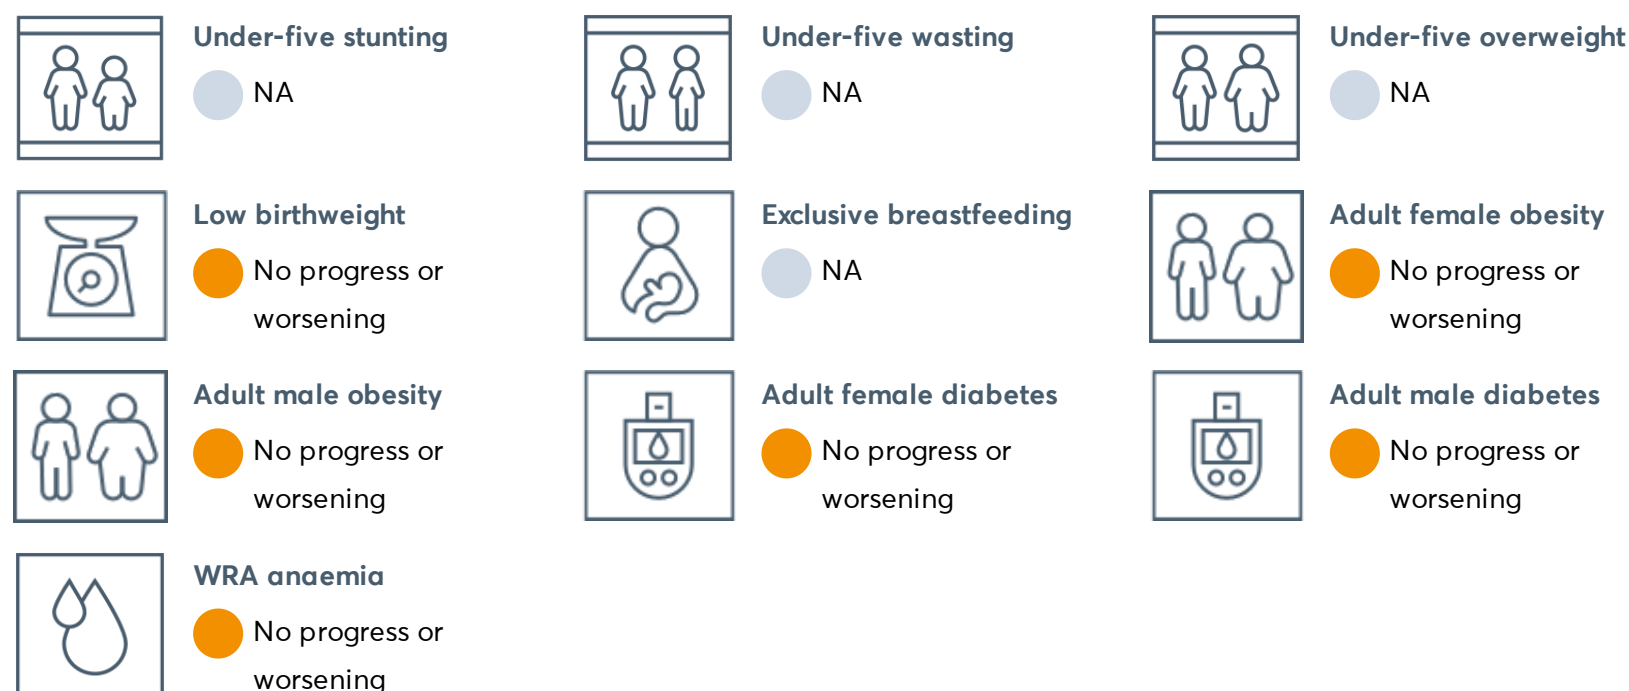 Under-five stunting
NA
Under-five wasting
NA
Under-five overweight
NA
Low birthweight
No progress or
worsening
Exclusive breastfeeding
NA
Adult female obesity
No progress or
worsening
Adult male obesity
No progress or
worsening
Adult female diabetes
No progress or
worsening
Adult male diabetes
No progress or
worsening
WRA anaemia
No progress or
worsening